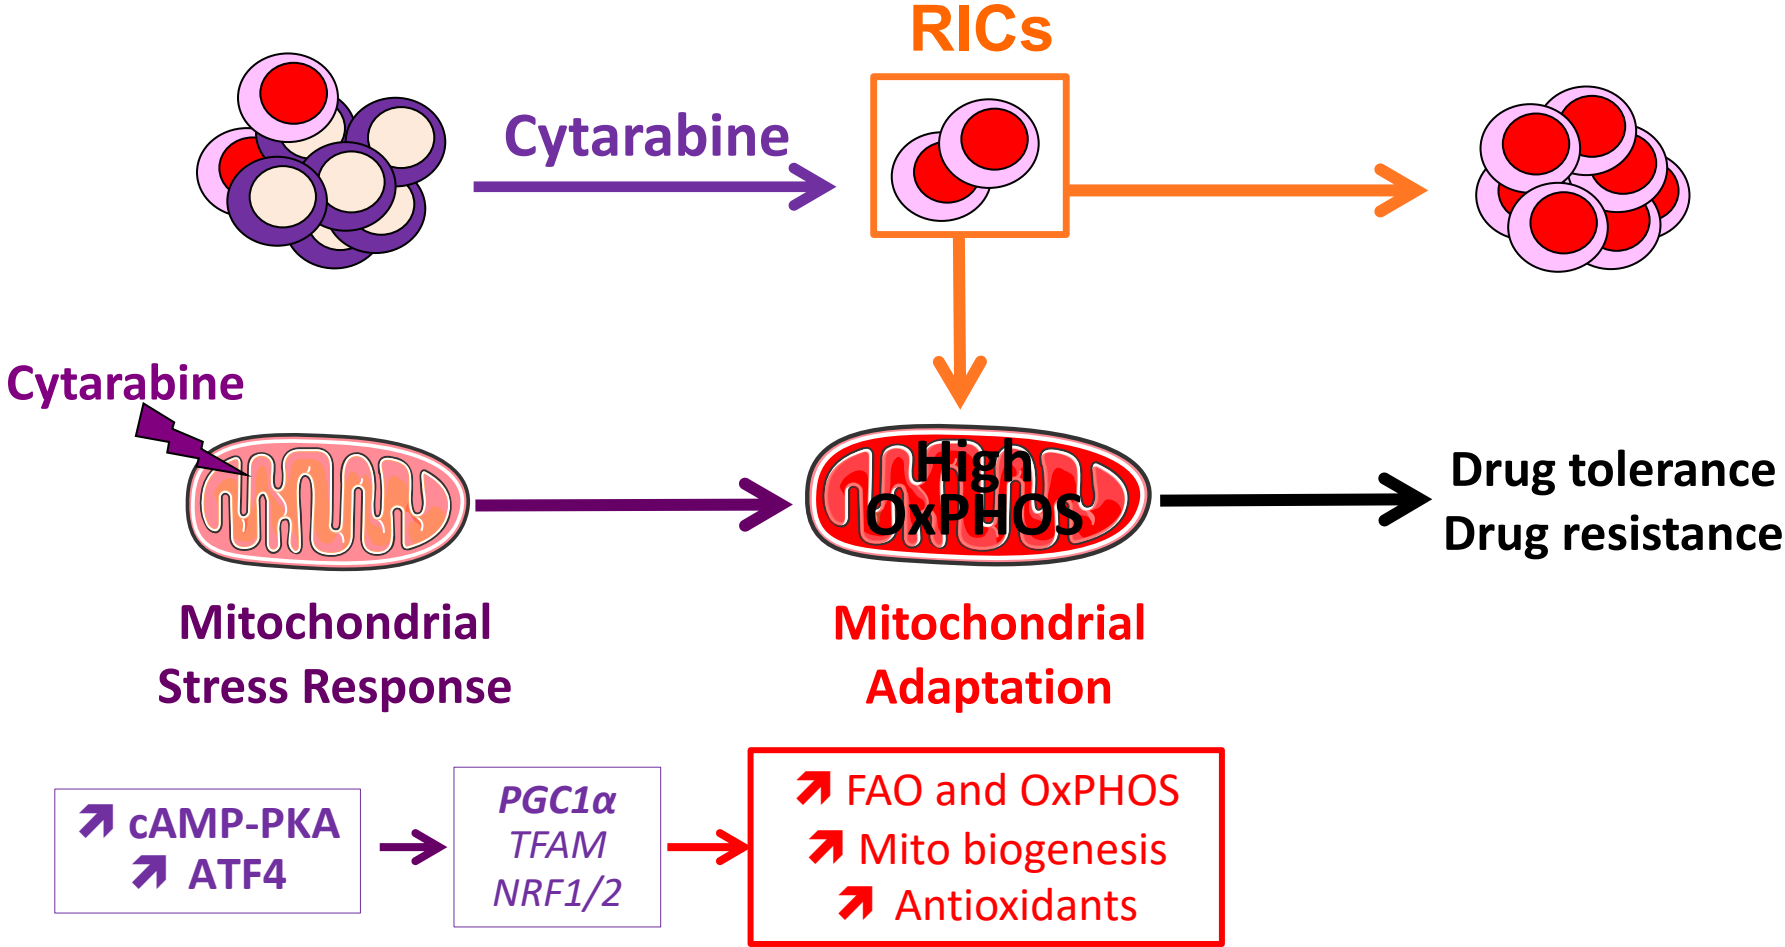 RICs
Cytarabine
Cytarabine
High
OxPHOS
Drug tolerance
Drug resistance
Mitochondrial
Stress Response
Mitochondrial
Adaptation
↗ cAMP-PKA
↗ ATF4
PGC1α
TFAM
NRF1/2
↗ FAO and OxPHOS
↗ Mito biogenesis
↗ Antioxidants